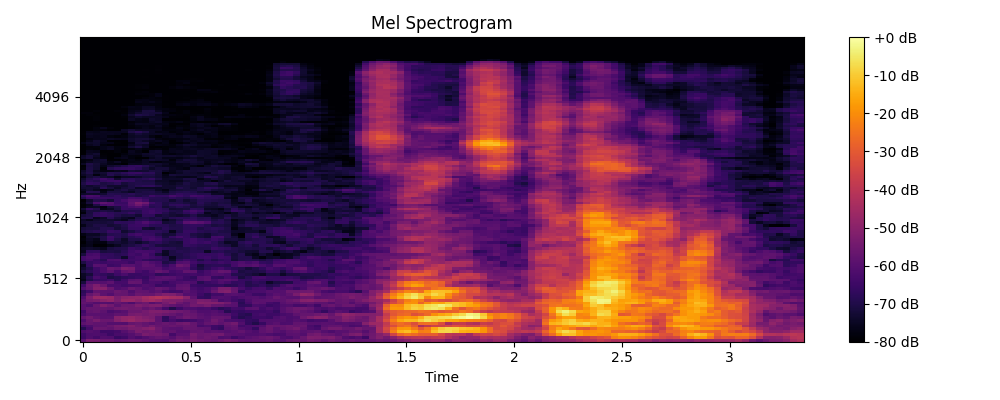 Mel Spectrogram
+0 dB
-10 dB
-20 dB
-30 dB
-40 dB
-50 dB
-60 dB
-70 dB
-80 dB
Hz
4096
2048
1024
512
0
0
0.5
1
1.5
2
2.5
3
Time